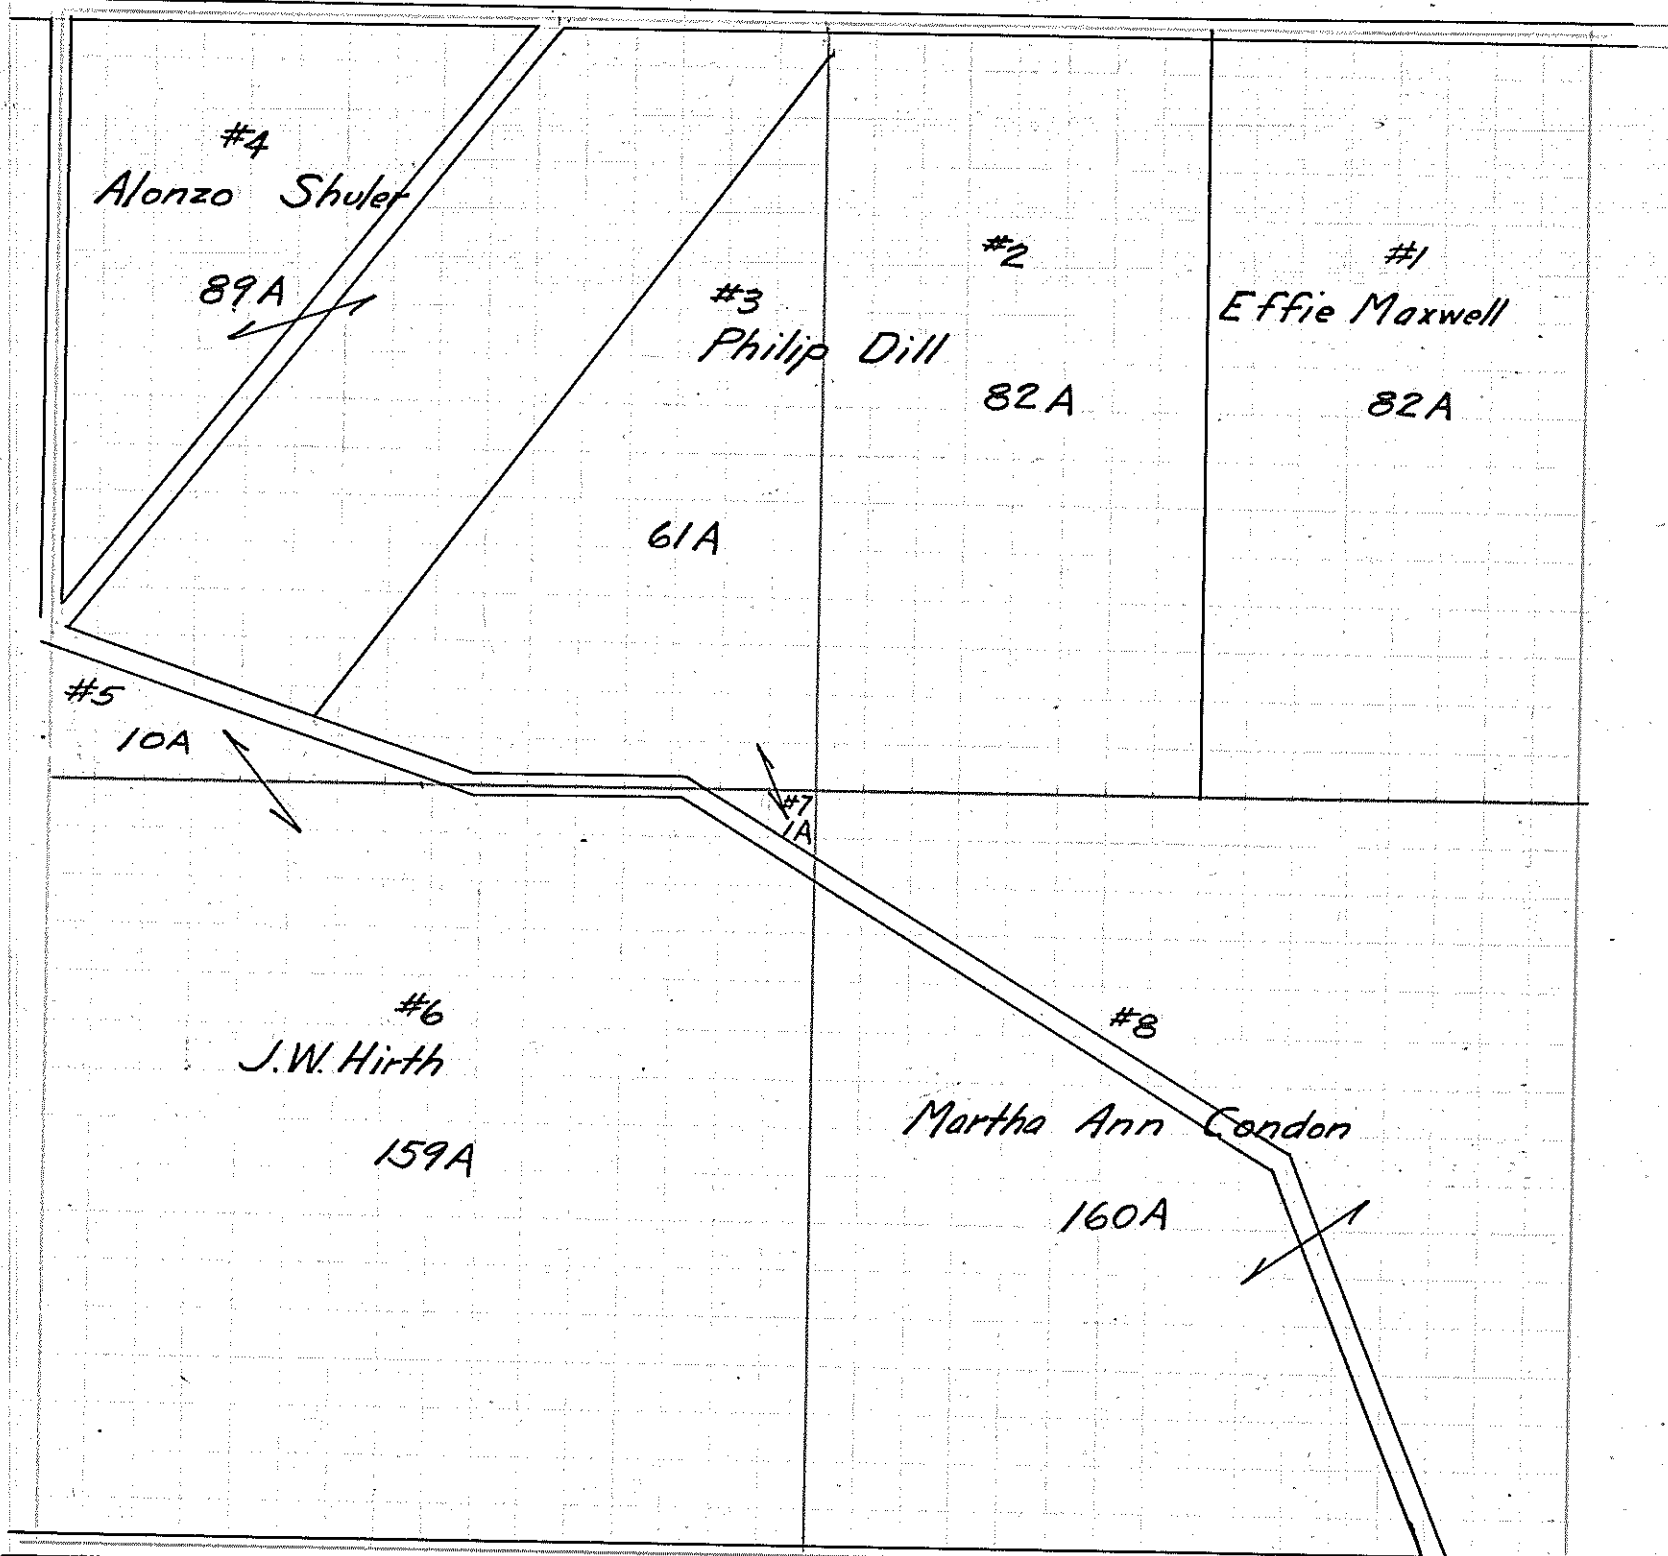 #4
Alonzo Shuler
89A
#3
Philip Dill
61A
#2
82A
#1
Effie Maxwell
82A
#5
10A
#7
1A
#6
J.W. Hirth
159A
#8
Martha Ann Condon
160A